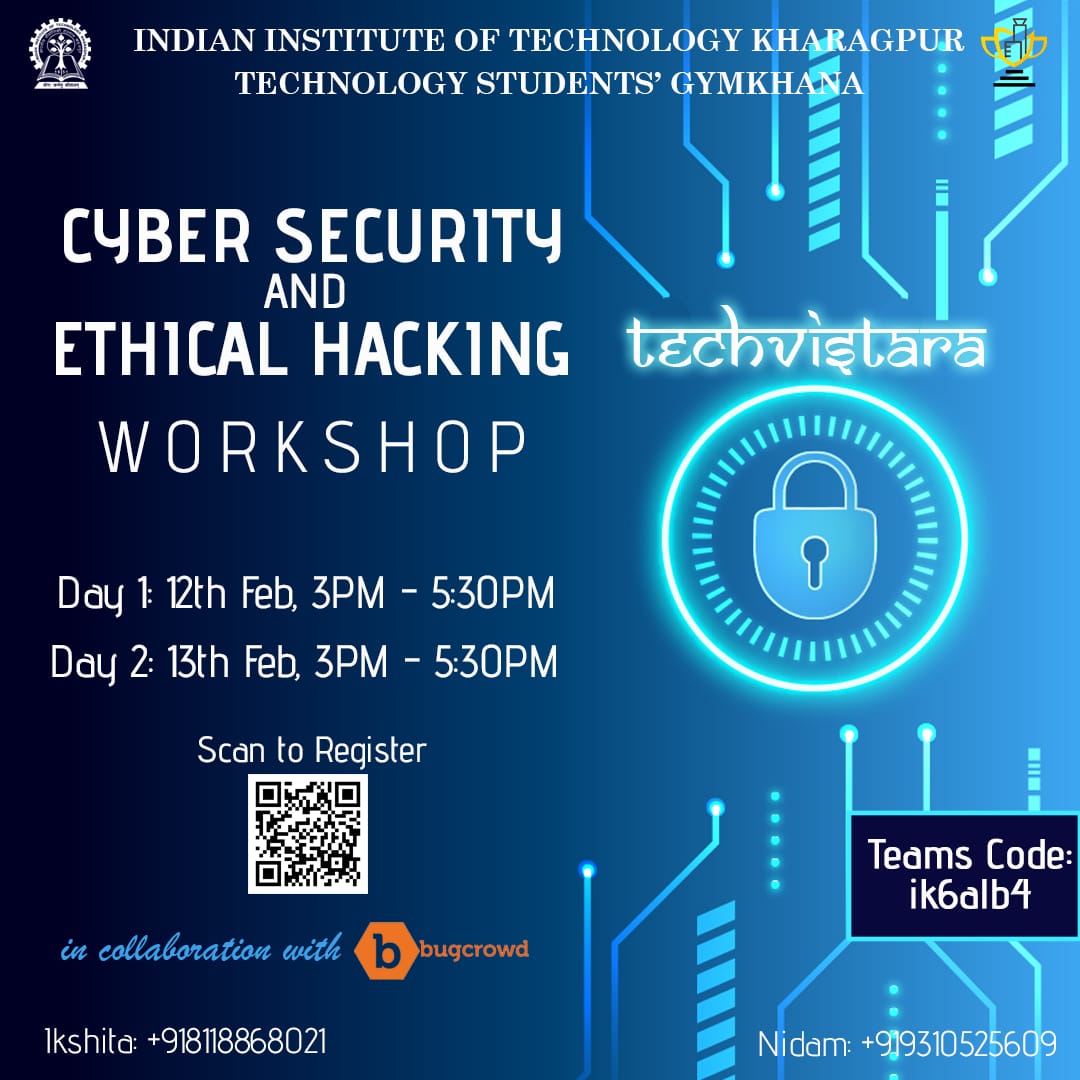 INDIAN INSTITUTE OF TECHNOLOGY KHARAGPUR
TECHNOLOGY STUDENTS' GYMKHANA
CYBER SECURITY
AND
ETHICAL HACKING
WORKSHOP
techvistara
Day 1: 12th Feb, 3PM - 5:30PM
Day 2: 13th Feb, 3PM - 5:30PM
Scan to Register
Teams Code:
ik6alb4
in collaboration with b bugcrowd
Ikshita: +918118868021
Nidam: +919310525609